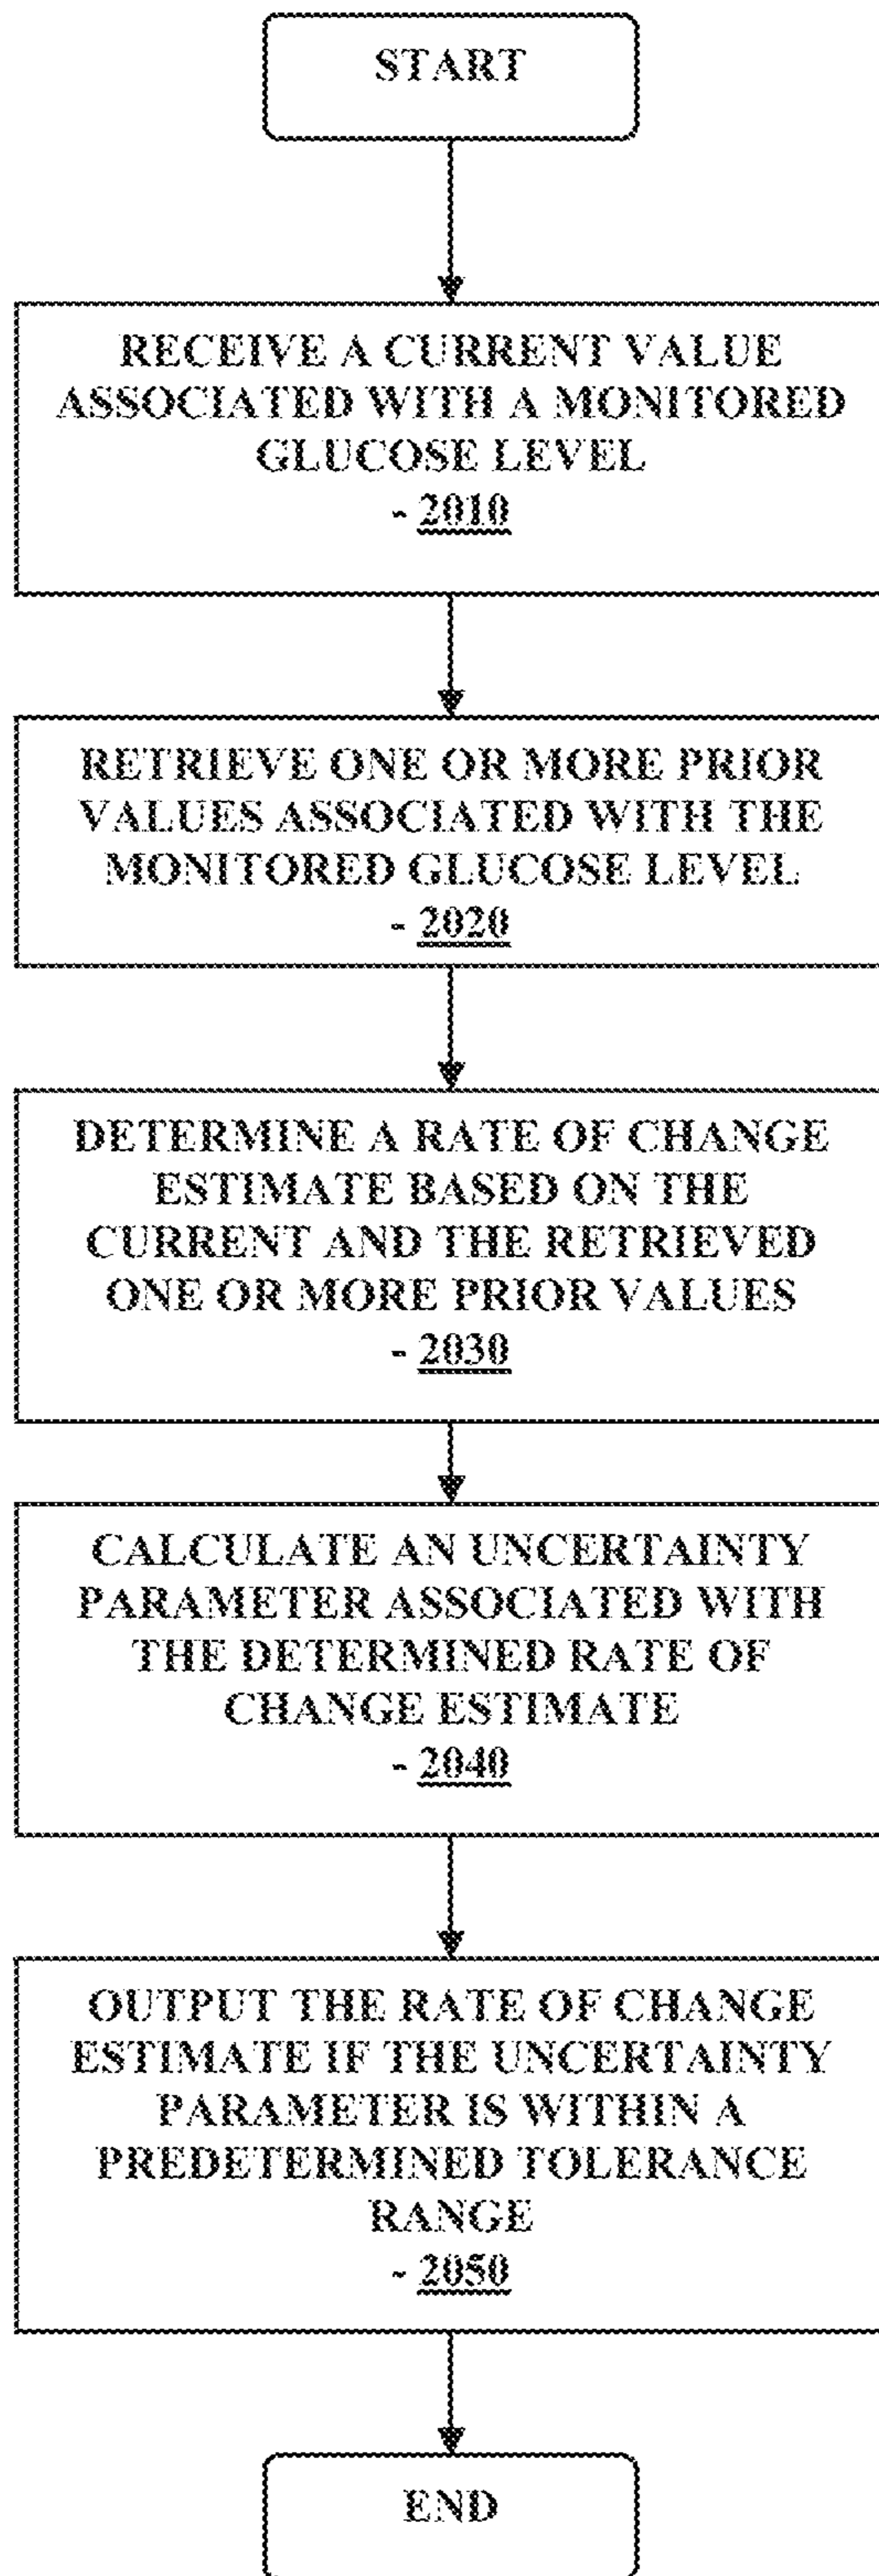 START
RECEIVE A CURRENT VALUE
ASSOCIATED WITH A MONITORED
GLUCOSE LEVEL
- 2010
RETRIEVE ONE OR MORE PRIOR
VALUES ASSOCIATED WITH THE
MONITORED GLUCOSE LEVEL
- 2020
DETERMINE A RATE OF CHANGE
ESTIMATE BASED ON THE
CURRENT AND THE RETRIEVED
ONE OR MORE PRIOR VALUES
- 2030
CALCULATE AN UNCERTAINTY
PARAMETER ASSOCIATED WITH
THE DETERMINED RATE OF
CHANGE ESTIMATE
- 2040
OUTPUT THE RATE OF CHANGE
ESTIMATE IF THE UNCERTAINTY
PARAMETER IS WITHIN A
PREDETERMINED TOLERANCE
RANGE
- 2050
END